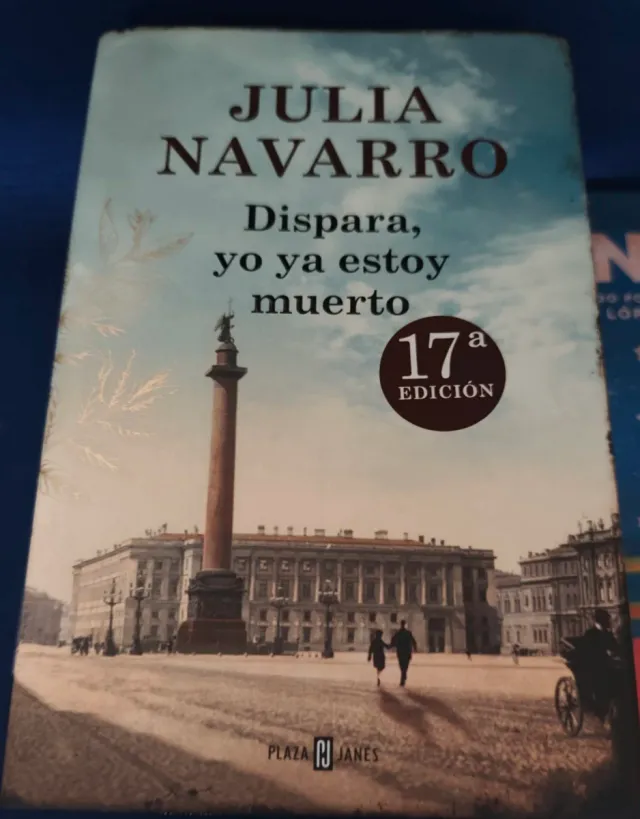 JULIA
NAVARRO
Dispara,
yo ya estoy
muerto
17ª
EDICIÓN
PLAZA JANÉS
N